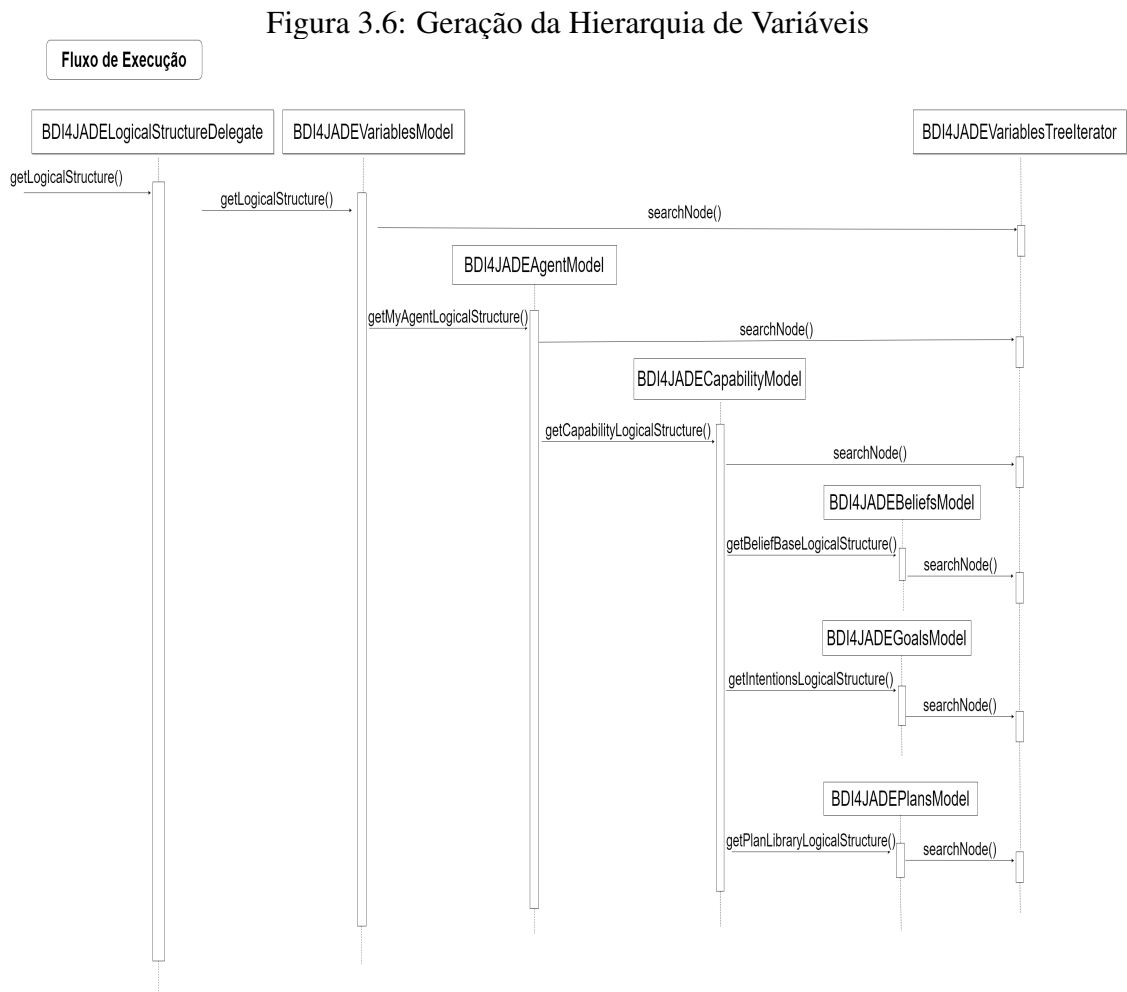 Figura 3.6: Geração da Hierarquia de Variáveis
Fluxo de Execução
BDI4JADELogicalStructureDelegate
BDI4JADEVariablesModel
BDI4JADEVariablesTreeIterator
getLogicalStructure()
getLogicalStructure()
searchNode()
BDI4JADEAgentModel
getMyAgentLogicalStructure()
searchNode()
BDI4JADECapabilityModel
getCapabilityLogicalStructure()
searchNode()
BDI4JADEBeliefsModel
getBeliefBaseLogicalStructure()
searchNode()
BDI4JADEGoalsModel
getIntentionsLogicalStructure()
searchNode()
BDI4JADEPlansModel
getPlanLibraryLogicalStructure()
searchNode()